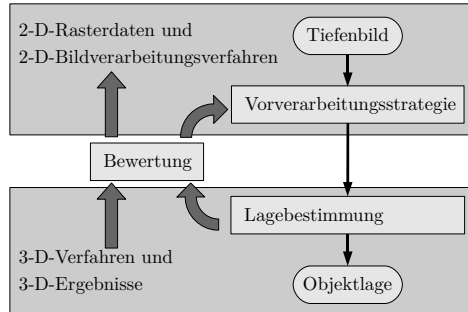 2-D-Rasterdaten und
2-D-Bildverarbeitungsverfahren
Tiefenbild
Vorverarbeitungsstrategie
Bewertung
Lagebestimmung
3-D-Verfahren und
3-D-Ergebnisse
Objektlage